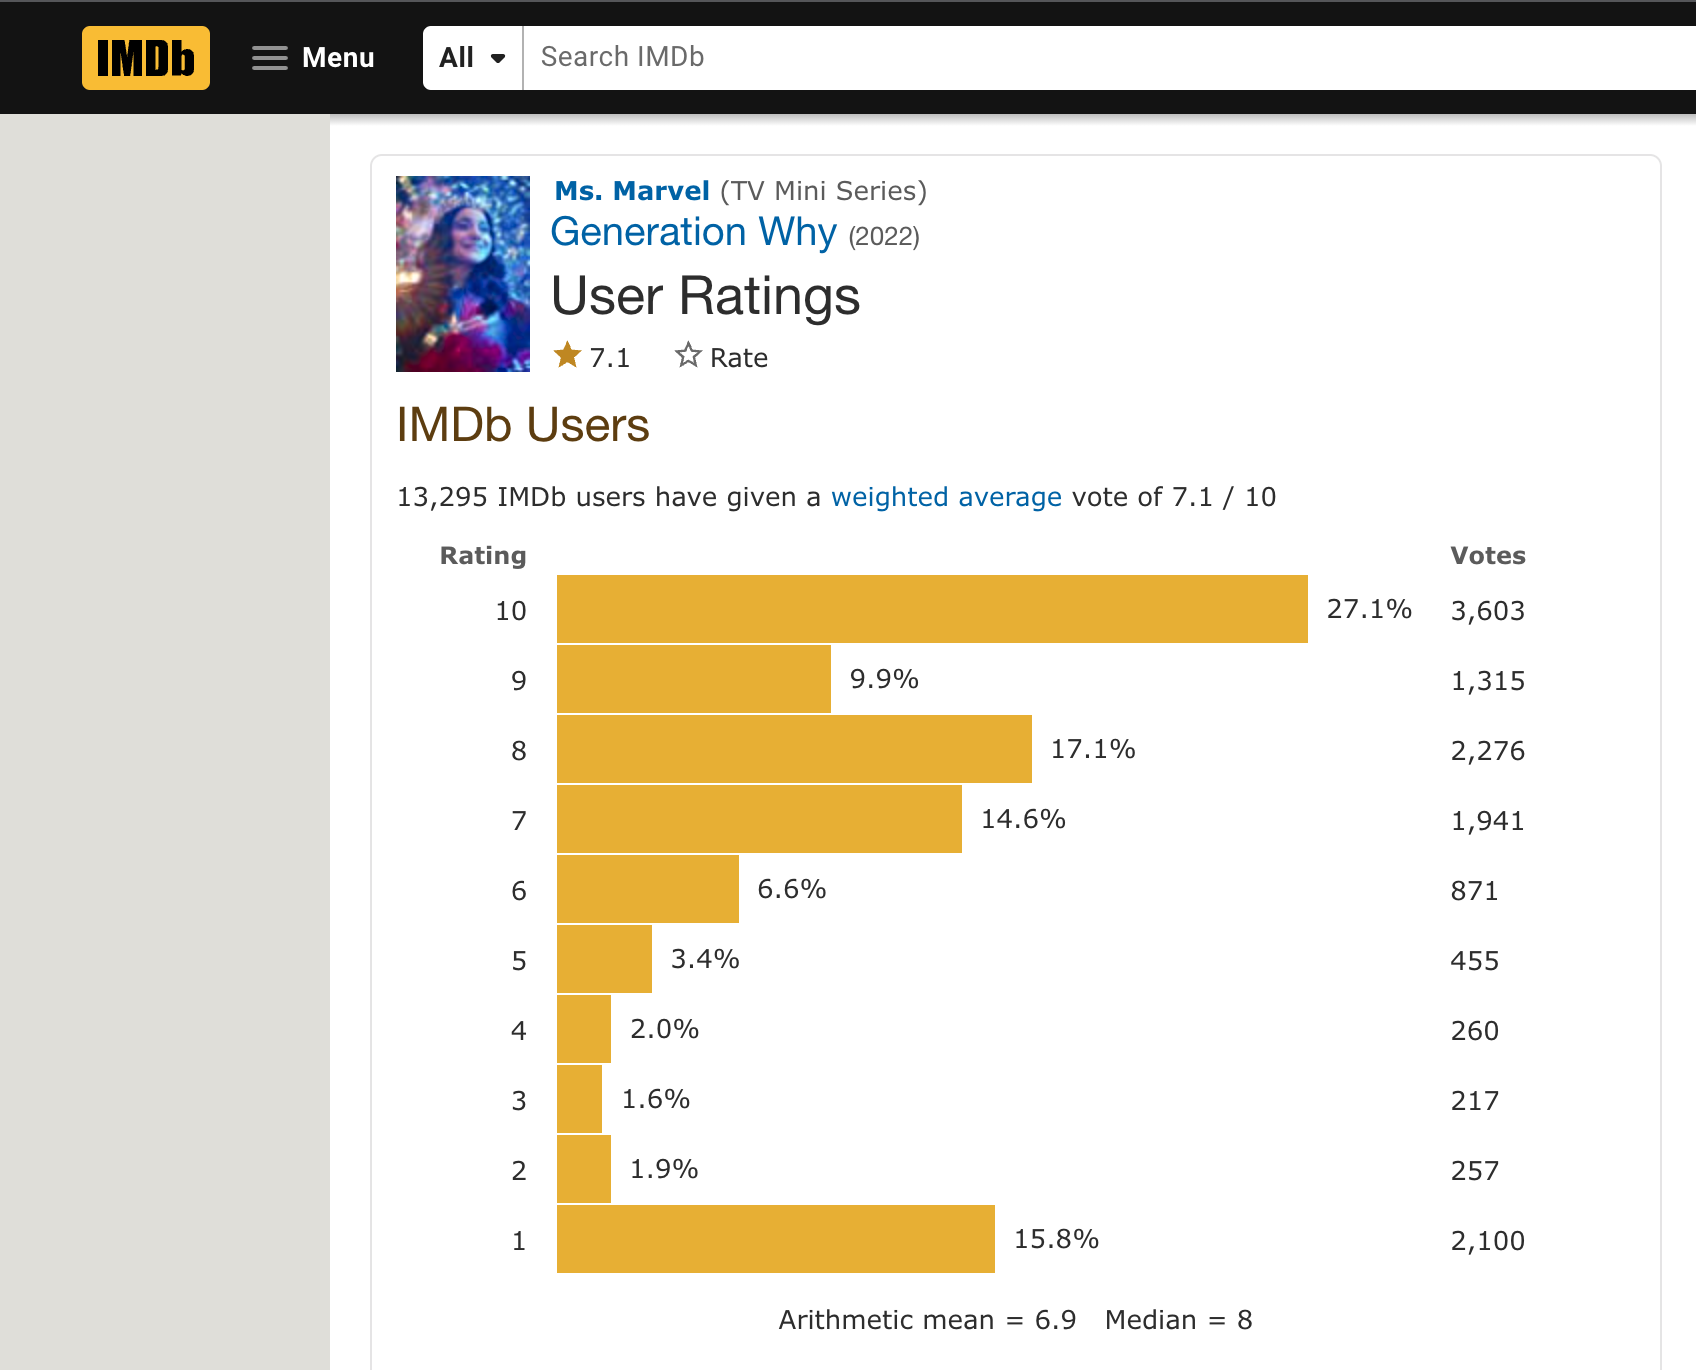 IMDb Menu All Search IMDb
Ms. Marvel (TV Mini Series)
Generation Why (2022)
User Ratings
7.1 Rate
IMDb Users
13,295 IMDb users have given a weighted average vote of 7.1 / 10
Rating Votes
10 27.1% 3,603
9 9.9% 1,315
8 17.1% 2,276
7 14.6% 1,941
6 6.6% 871
5 3.4% 455
4 2.0% 260
3 1.6% 217
2 1.9% 257
1 15.8% 2,100
Arithmetic mean = 6.9 Median = 8